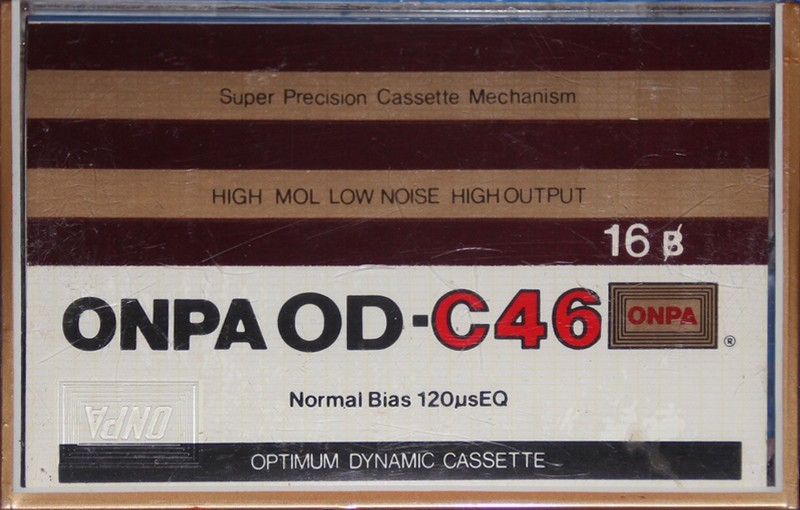 Super Precision Cassette Mechanism
HIGH MOL LOW NOISE HIGH OUTPUT
16 ฿
ONPA OD-C46 ONPA ®
Normal Bias 120µsEQ
ONPA
OPTIMUM DYNAMIC CASSETTE